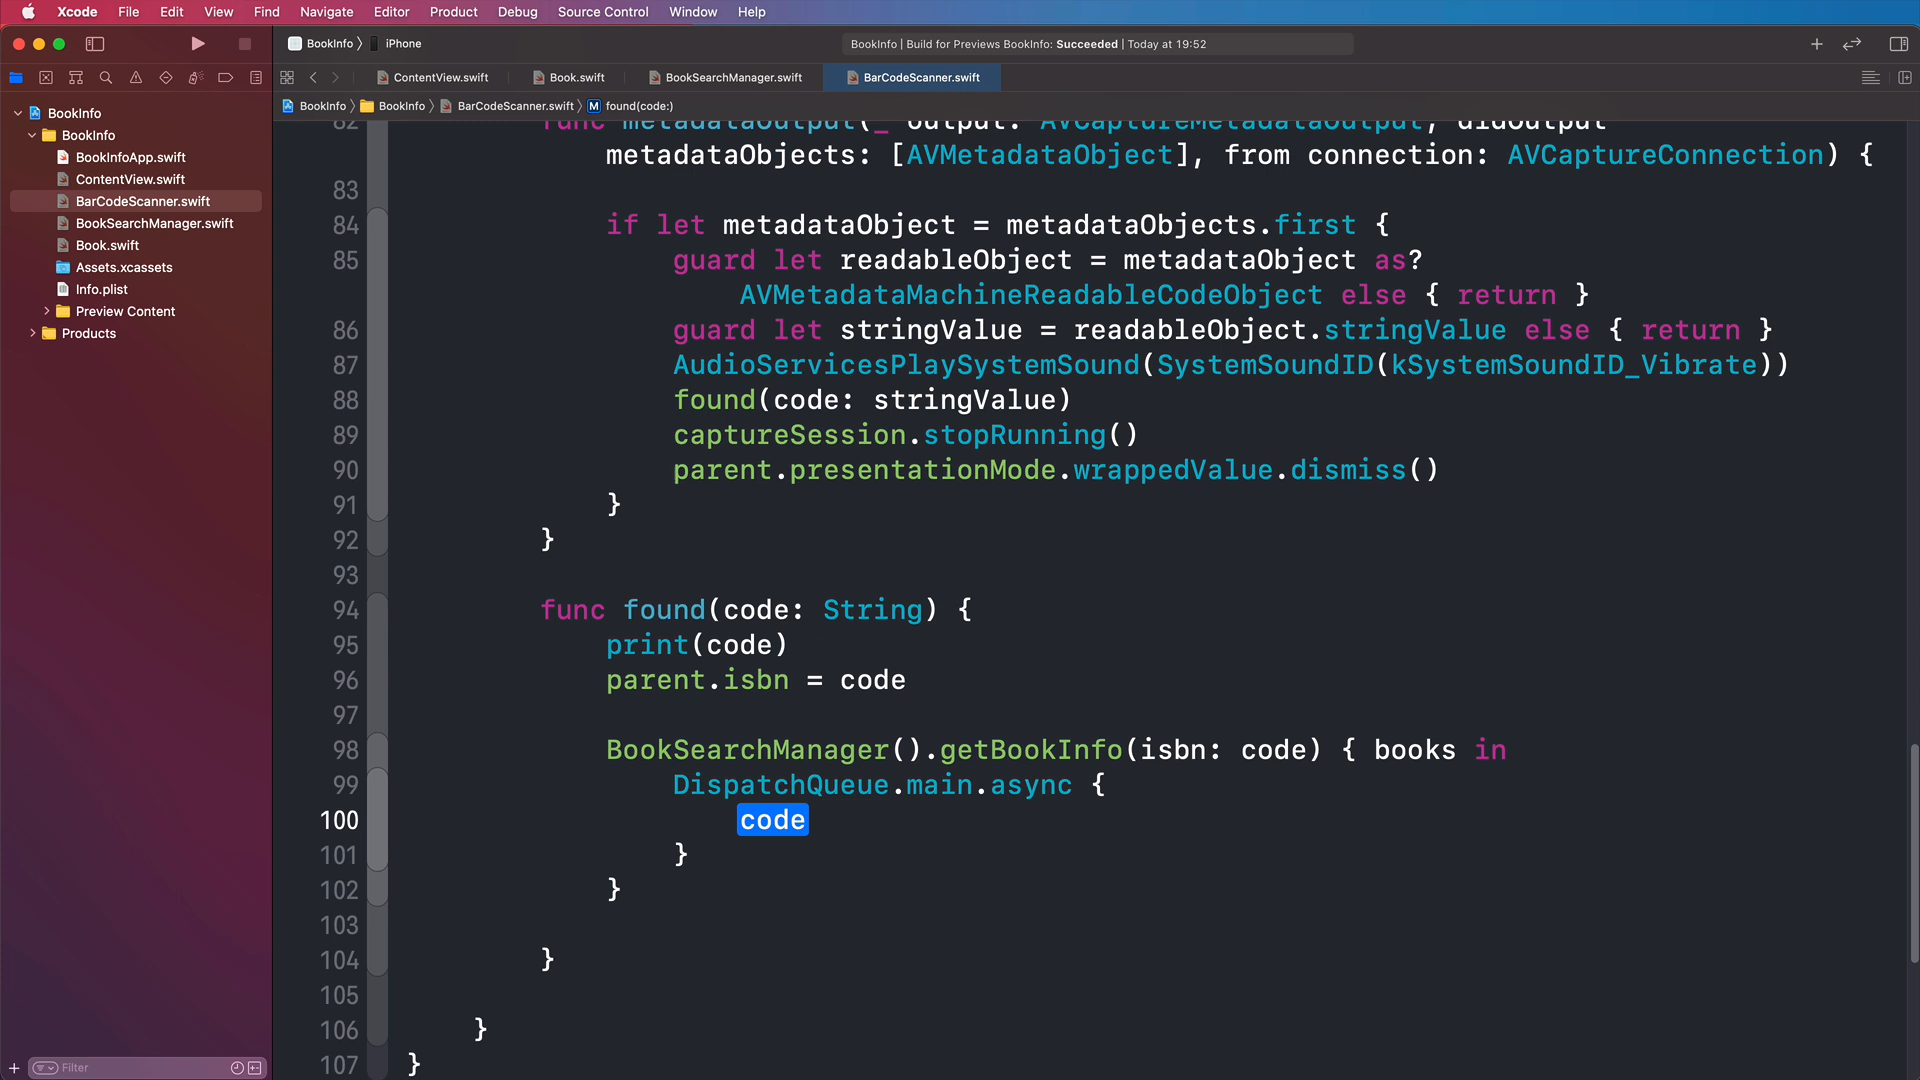 Xcode File Edit View Find Navigate Editor Product Debug Source Control Window Help
BookInfo iPhone
BookInfo | Build for Previews BookInfo: Succeeded | Today at 19:52
ContentView.swift Book.swift BookSearchManager.swift BarCodeScanner.swift
BookInfo BookInfo BarCodeScanner.swift M found(code:)
BookInfo
BookInfo
BookInfoApp.swift
ContentView.swift
BarCodeScanner.swift
BookSearchManager.swift
Book.swift
Assets.xcassets
Info.plist
Preview Content
Products
Filter
82 func metadataOutput(_ output: AVCaptureMetadataOutput, didOutput
metadataObjects: [AVMetadataObject], from connection: AVCaptureConnection) {
83
84 if let metadataObject = metadataObjects.first {
85 guard let readableObject = metadataObject as?
AVMetadataMachineReadableCodeObject else { return }
86 guard let stringValue = readableObject.stringValue else { return }
87 AudioServicesPlaySystemSound(SystemSoundID(kSystemSoundID_Vibrate))
88 found(code: stringValue)
89 captureSession.stopRunning()
90 parent.presentationMode.wrappedValue.dismiss()
91 }
92 }
93
94 func found(code: String) {
95 print(code)
96 parent.isbn = code
97
98 BookSearchManager().getBookInfo(isbn: code) { books in
99 DispatchQueue.main.async {
100 code
101 }
102 }
103
104 }
105
106 }
107 }